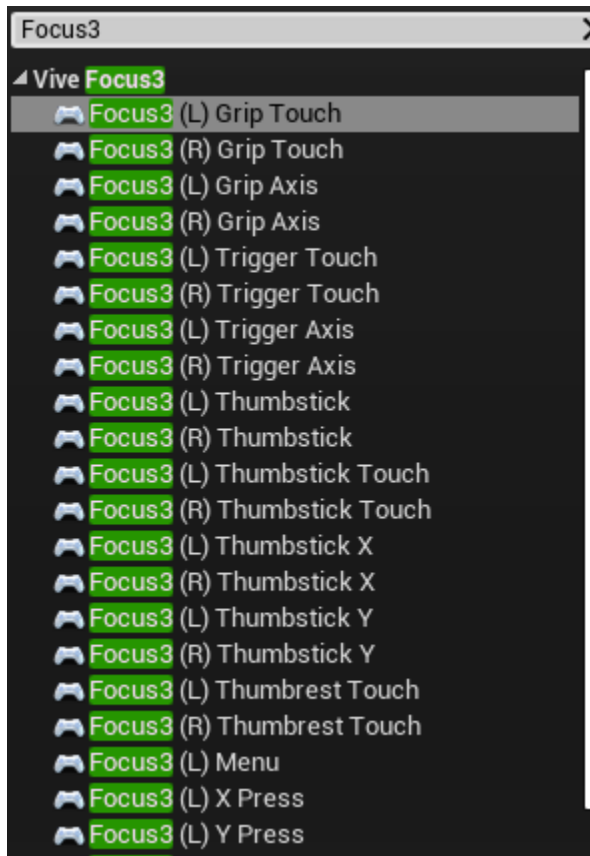 Focus3
Vive Focus3
Focus3 (L) Grip Touch
Focus3 (R) Grip Touch
Focus3 (L) Grip Axis
Focus3 (R) Grip Axis
Focus3 (L) Trigger Touch
Focus3 (R) Trigger Touch
Focus3 (L) Trigger Axis
Focus3 (R) Trigger Axis
Focus3 (L) Thumbstick
Focus3 (R) Thumbstick
Focus3 (L) Thumbstick Touch
Focus3 (R) Thumbstick Touch
Focus3 (L) Thumbstick X
Focus3 (R) Thumbstick X
Focus3 (L) Thumbstick Y
Focus3 (R) Thumbstick Y
Focus3 (L) Thumbrest Touch
Focus3 (R) Thumbrest Touch
Focus3 (L) Menu
Focus3 (L) X Press
Focus3 (L) Y Press